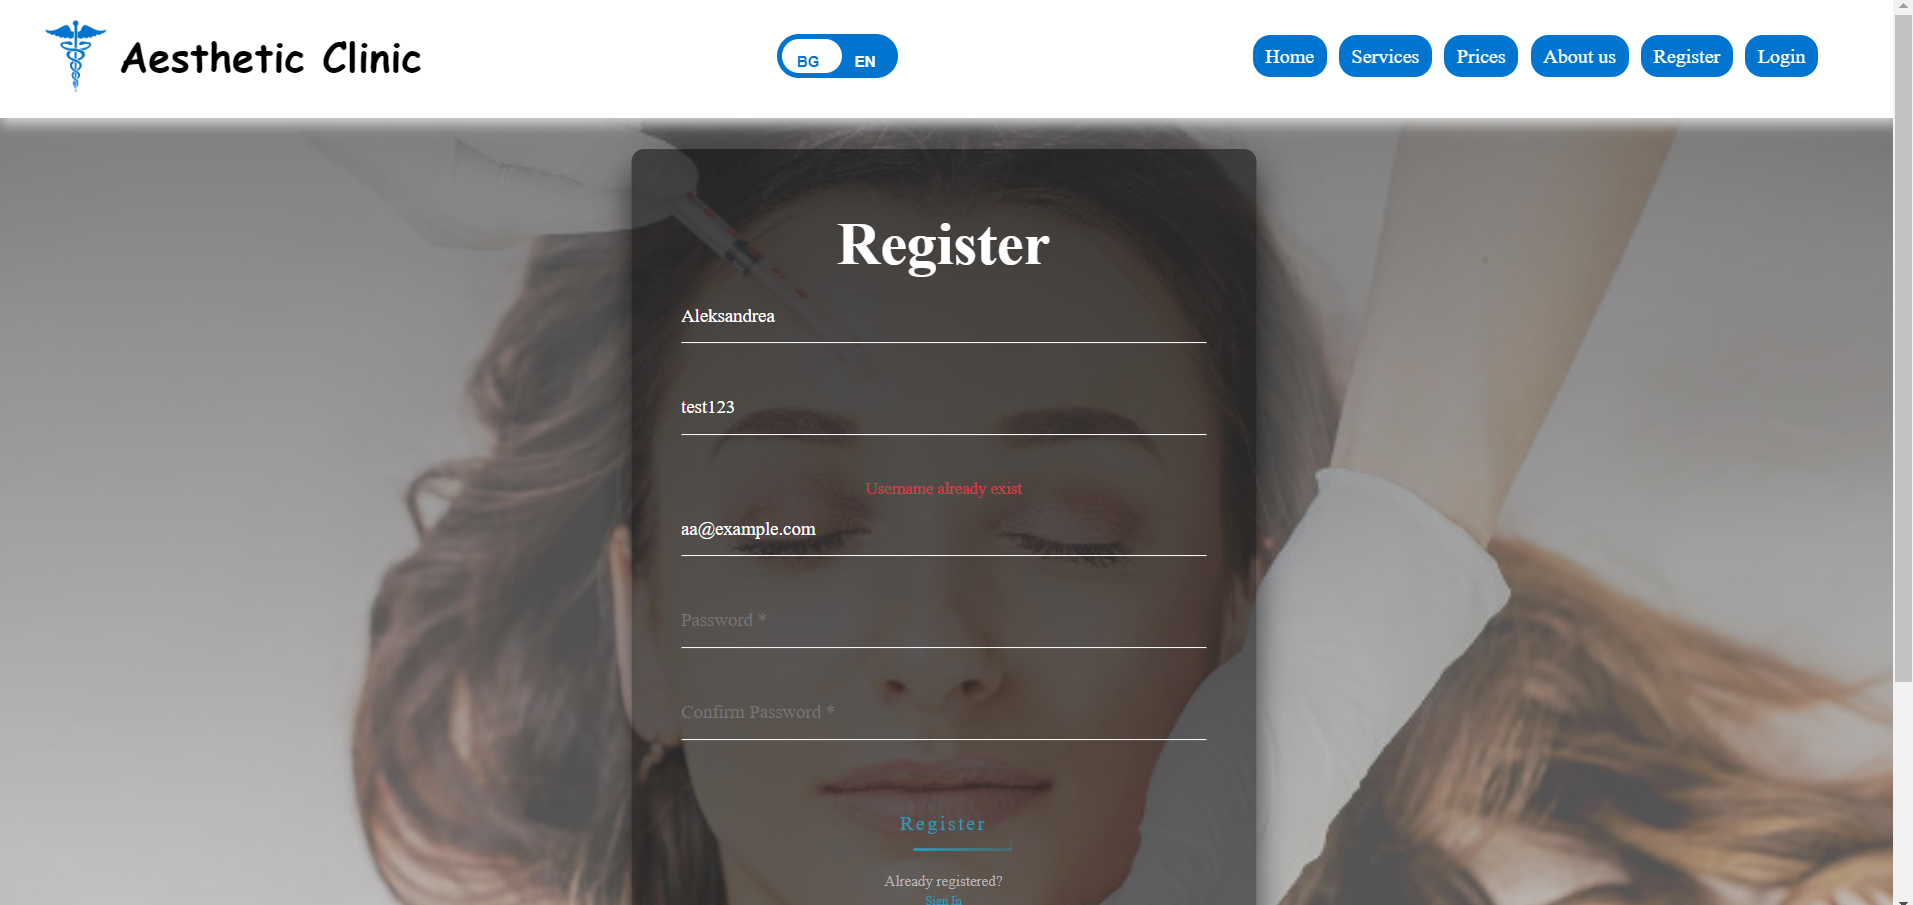 Aesthetic Clinic
BG EN
Home Services Prices About us Register Login
Register
Aleksandrea
test123
Username already exist
aa@example.com
Password *
Confirm Password *
Register
Already registered?
Sign In